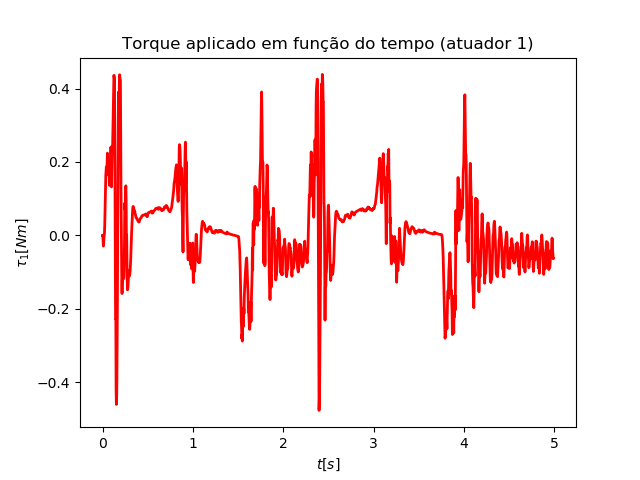 Torque aplicado em função do tempo (atuador 1)
τ1[Nm]
0.4
0.2
0.0
−0.2
−0.4
0 1 2 3 4 5
t[s]